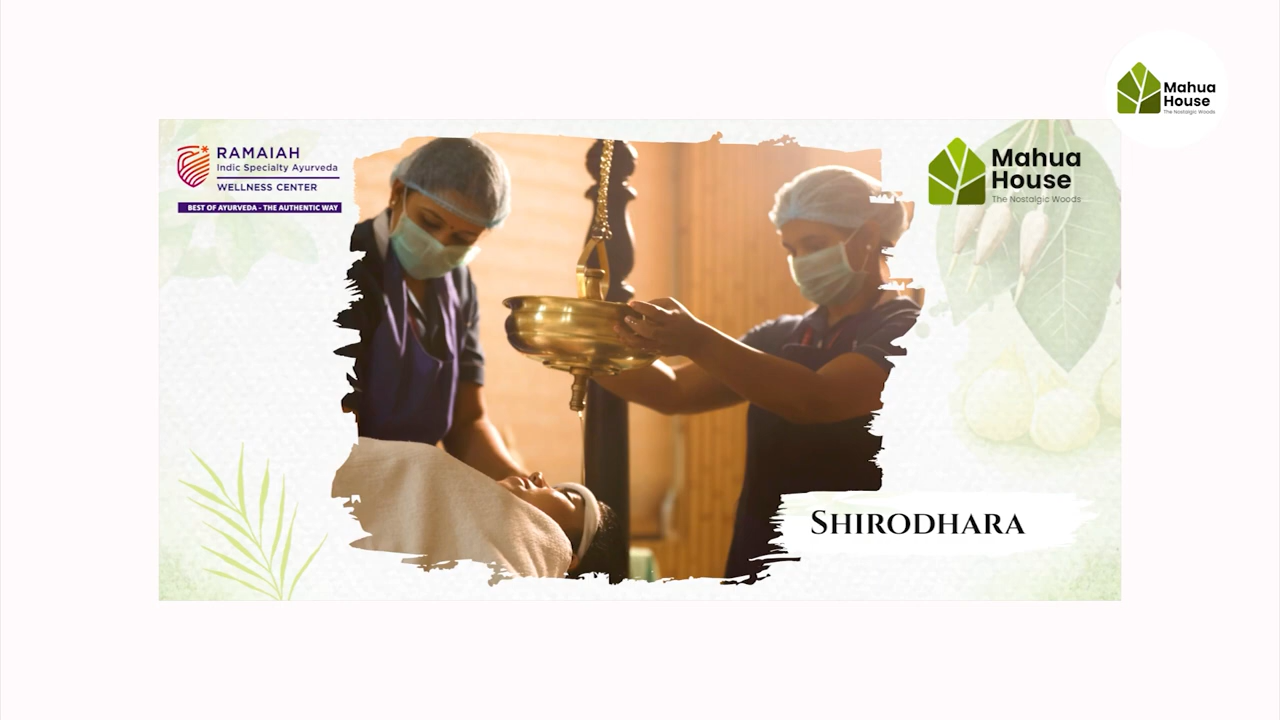 Mahua
House
The Nostalgic Woods
RAMAIAH
Indic Specialty Ayurveda
WELLNESS CENTER
BEST OF AYURVEDA - THE AUTHENTIC WAY
Mahua
House
The Nostalgic Woods
SHIRODHARA